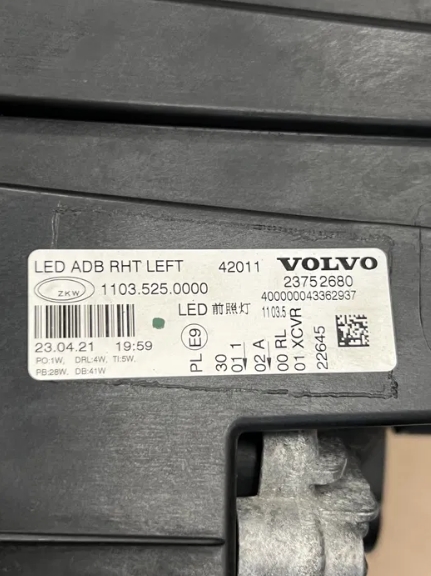 LED ADB RHT LEFT 42011 VOLVO
ZKW 1103.525.0000 23752680
400000043362937
LED 前照灯 1103.5
23.04.21 19:59
PO:1W, DRL:4W, TI:5W,
PB:28W, DB:41W
PL E9
30
01 1
02 A
00 RL
01 XCVR
22645